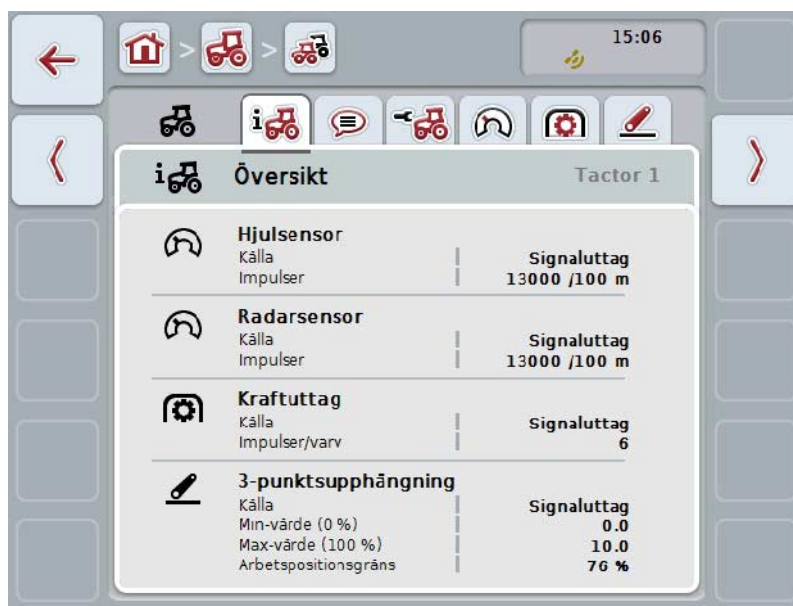 15:06
Översikt Tactor 1
Hjulsensor
Källa Signaluttag
Impulser 13000 /100 m
Radarsensor
Källa Signaluttag
Impulser 13000 /100 m
Kraftuttag
Källa Signaluttag
Impulser/varv 6
3-punktsupphängning
Källa Signaluttag
Min-värde (0 %) 0.0
Max-värde (100 %) 10.0
Arbetspositionsgräns 76 %